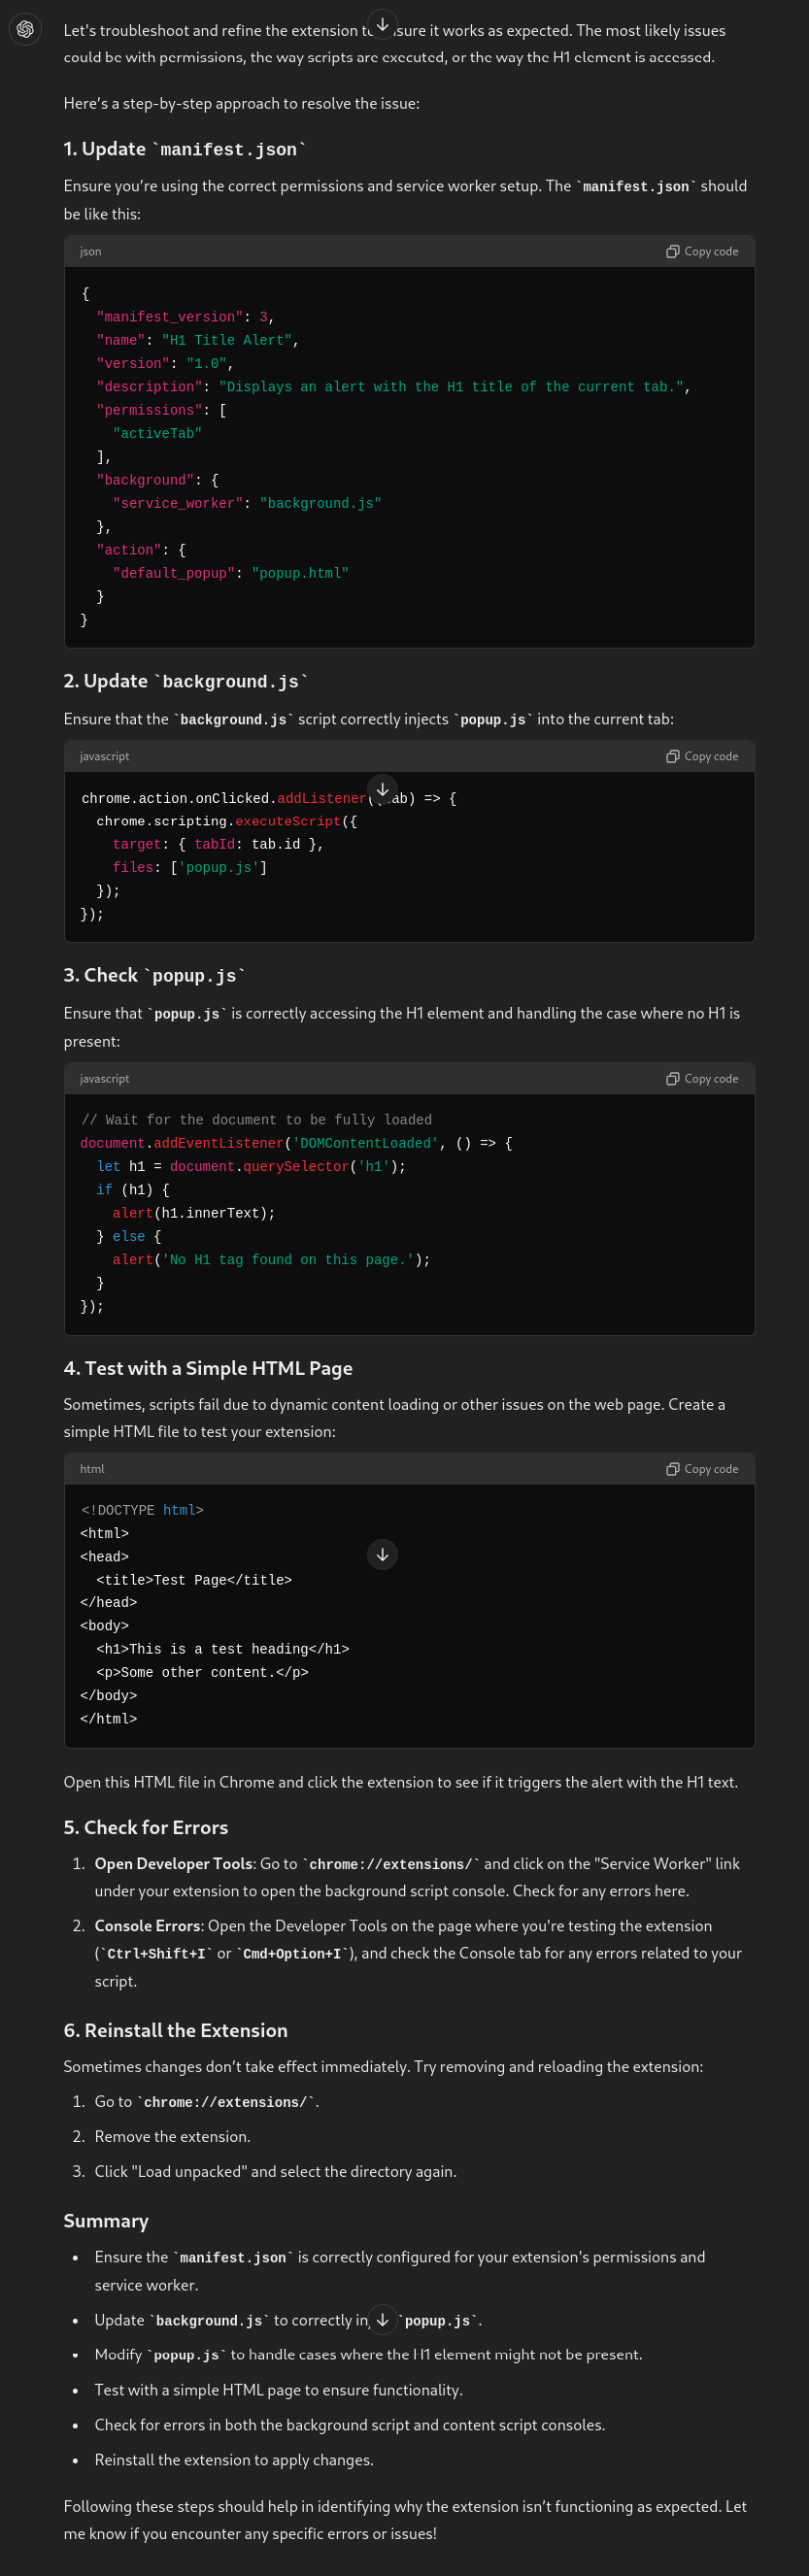 Let's troubleshoot and refine the extension to ensure it works as expected. The most likely issues
could be with permissions, the way scripts are executed, or the way the H1 element is accessed.
Here’s a step-by-step approach to resolve the issue:
1. Update `manifest.json`
Ensure you’re using the correct permissions and service worker setup. The `manifest.json` should
be like this:
json
Copy code
{
  "manifest_version": 3,
  "name": "H1 Title Alert",
  "version": "1.0",
  "description": "Displays an alert with the H1 title of the current tab.",
  "permissions": [
    "activeTab"
  ],
  "background": {
    "service_worker": "background.js"
  },
  "action": {
    "default_popup": "popup.html"
  }
}
2. Update `background.js`
Ensure that the `background.js` script correctly injects `popup.js` into the current tab:
javascript
Copy code
chrome.action.onClicked.addListener((tab) => {
  chrome.scripting.executeScript({
    target: { tabId: tab.id },
    files: ['popup.js']
  });
});
3. Check `popup.js`
Ensure that `popup.js` is correctly accessing the H1 element and handling the case where no H1 is
present:
javascript
Copy code
// Wait for the document to be fully loaded
document.addEventListener('DOMContentLoaded', () => {
  let h1 = document.querySelector('h1');
  if (h1) {
    alert(h1.innerText);
  } else {
    alert('No H1 tag found on this page.');
  }
});
4. Test with a Simple HTML Page
Sometimes, scripts fail due to dynamic content loading or other issues on the web page. Create a
simple HTML file to test your extension:
html
Copy code
<!DOCTYPE html>
<html>
<head>
  <title>Test Page</title>
</head>
<body>
  <h1>This is a test heading</h1>
  <p>Some other content.</p>
</body>
</html>
Open this HTML file in Chrome and click the extension to see if it triggers the alert with the H1 text.
5. Check for Errors
1. Open Developer Tools: Go to `chrome://extensions/` and click on the "Service Worker" link
under your extension to open the background script console. Check for any errors here.
2. Console Errors: Open the Developer Tools on the page where you're testing the extension
(`Ctrl+Shift+I` or `Cmd+Option+I`), and check the Console tab for any errors related to your
script.
6. Reinstall the Extension
Sometimes changes don’t take effect immediately. Try removing and reloading the extension:
1. Go to `chrome://extensions/`.
2. Remove the extension.
3. Click "Load unpacked" and select the directory again.
Summary
• Ensure the `manifest.json` is correctly configured for your extension's permissions and
service worker.
• Update `background.js` to correctly inject `popup.js`.
• Modify `popup.js` to handle cases where the H1 element might not be present.
• Test with a simple HTML page to ensure functionality.
• Check for errors in both the background script and content script consoles.
• Reinstall the extension to apply changes.
Following these steps should help in identifying why the extension isn’t functioning as expected. Let
me know if you encounter any specific errors or issues!